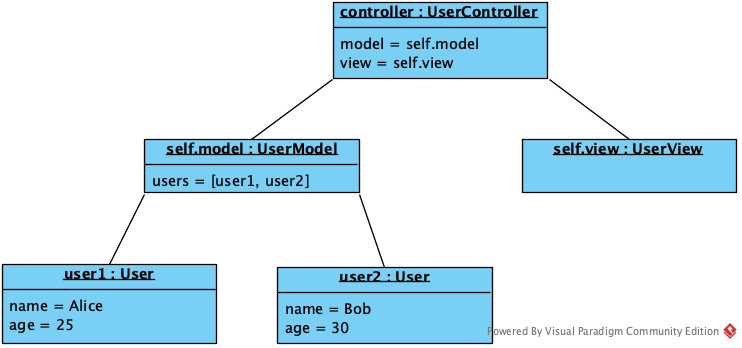 controller : UserController
model = self.model
view = self.view
self.model : UserModel
users = [user1, user2]
self.view : UserView
user1 : User
name = Alice
age = 25
user2 : User
name = Bob
age = 30
Powered By Visual Paradigm Community Edition